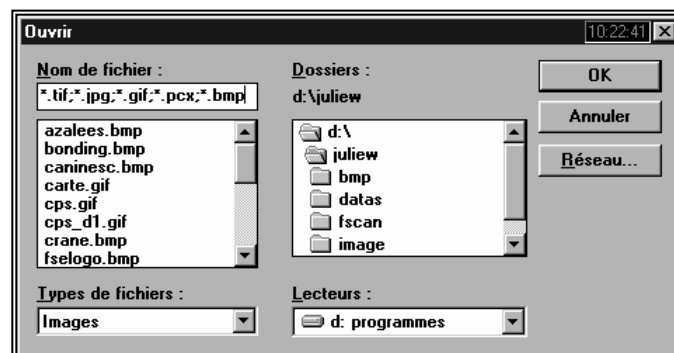 Ouvrir
10:22:41
Nom de fichier :
*.tif;*.jpg;*.gif;*.pcx;*.bmp
azalees.bmp
bonding.bmp
caninesc.bmp
carte.gif
cps.gif
cps_d1.gif
crane.bmp
fselogo.bmp
Types de fichiers :
Images
Dossiers :
d:\juliew
d:\
juliew
bmp
datas
fscan
image
Lecteurs :
d: programmes
OK
Annuler
Réseau...